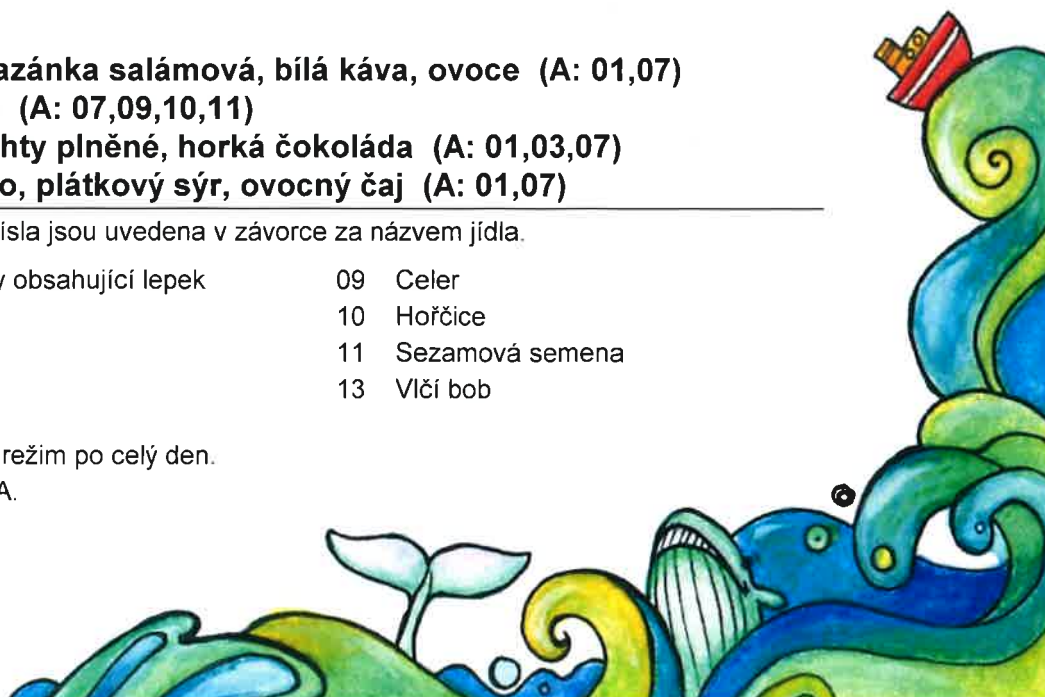 azánka salámová, bílá káva, ovoce (A: 01,07)
(A: 07,09,10,11)
hty plněné, horká čokoláda (A: 01,03,07)
o, plátkový sýr, ovocný čaj (A: 01,07)
ísla jsou uvedena v závorce za názvem jídla.
y obsahující lepek 09 Celer
10 Hořčice
11 Sezamová semena
13 Vlčí bob
režim po celý den.
A.